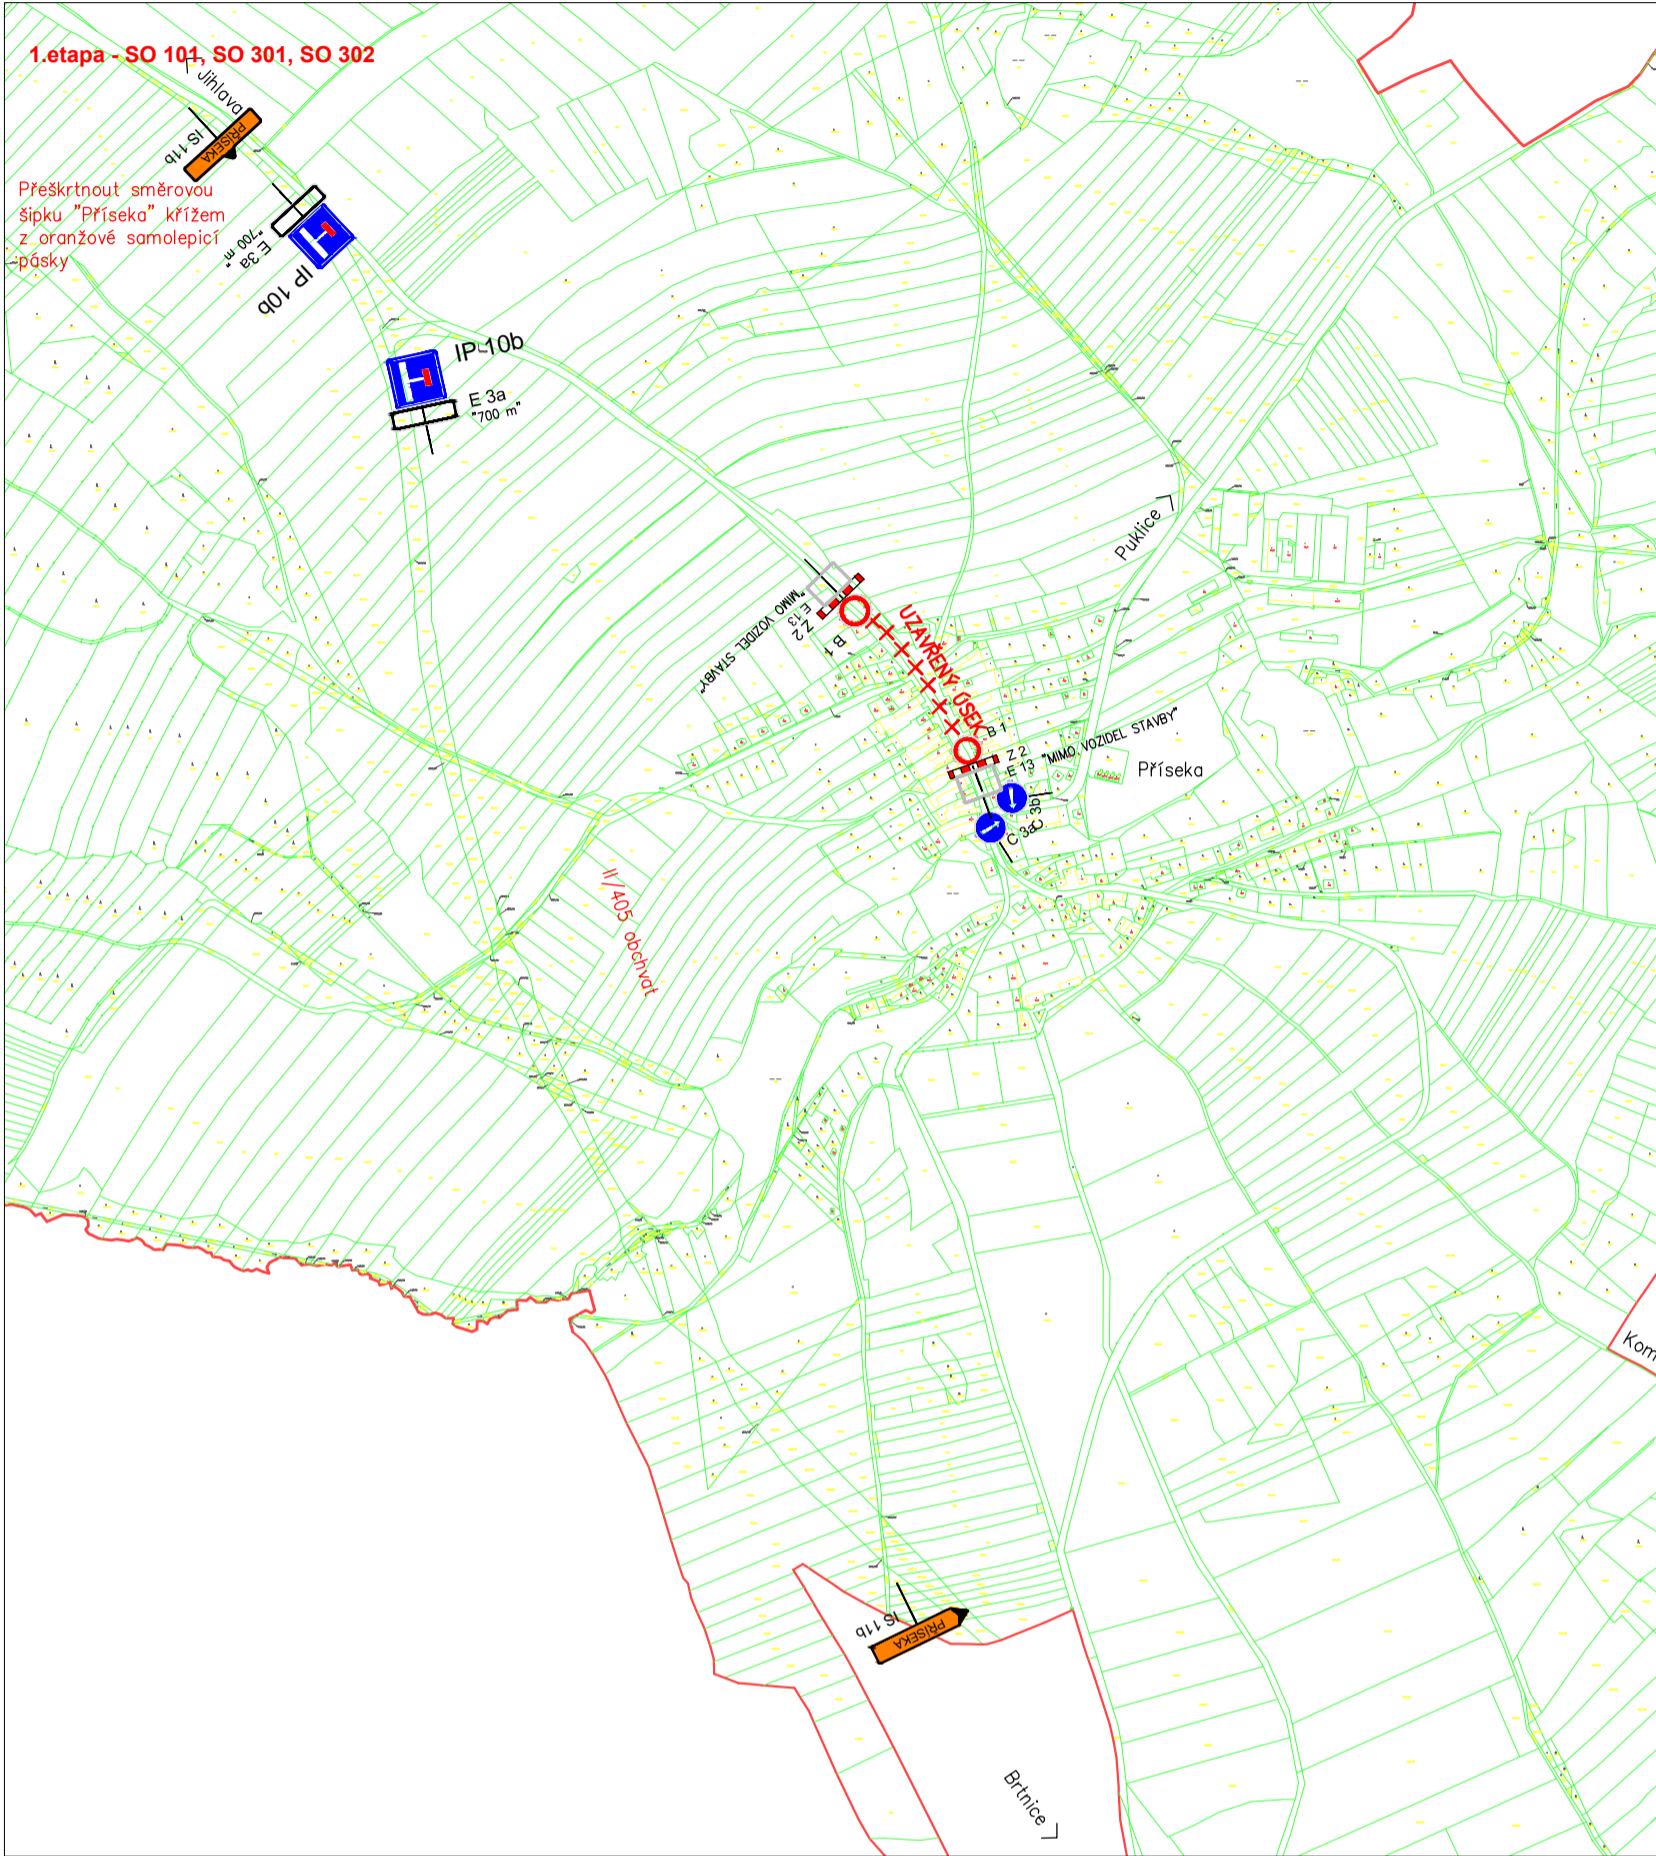 1.etapa - SO 101, SO 301, SO 302
Jihlava
PŘÍSEKA
IS 11b
Přeškrtnout směrovou
šipku "Příseka" křížem
z oranžové samolepicí
pásky
E 3a
"700 m"
IP 10b
IP 10b
E 3a
"700 m"
Puklice
"MIMO VOZIDEL STAVBY"
E 13
Z 2
B 1
UZAVŘENÝ ÚSEK
B 1
Z 2
E 13
"MIMO VOZIDEL STAVBY"
Příseka
C 3b
C 3a
II/405 obchvat
Kom
IS 11b
PŘÍSEKA
Brtnice